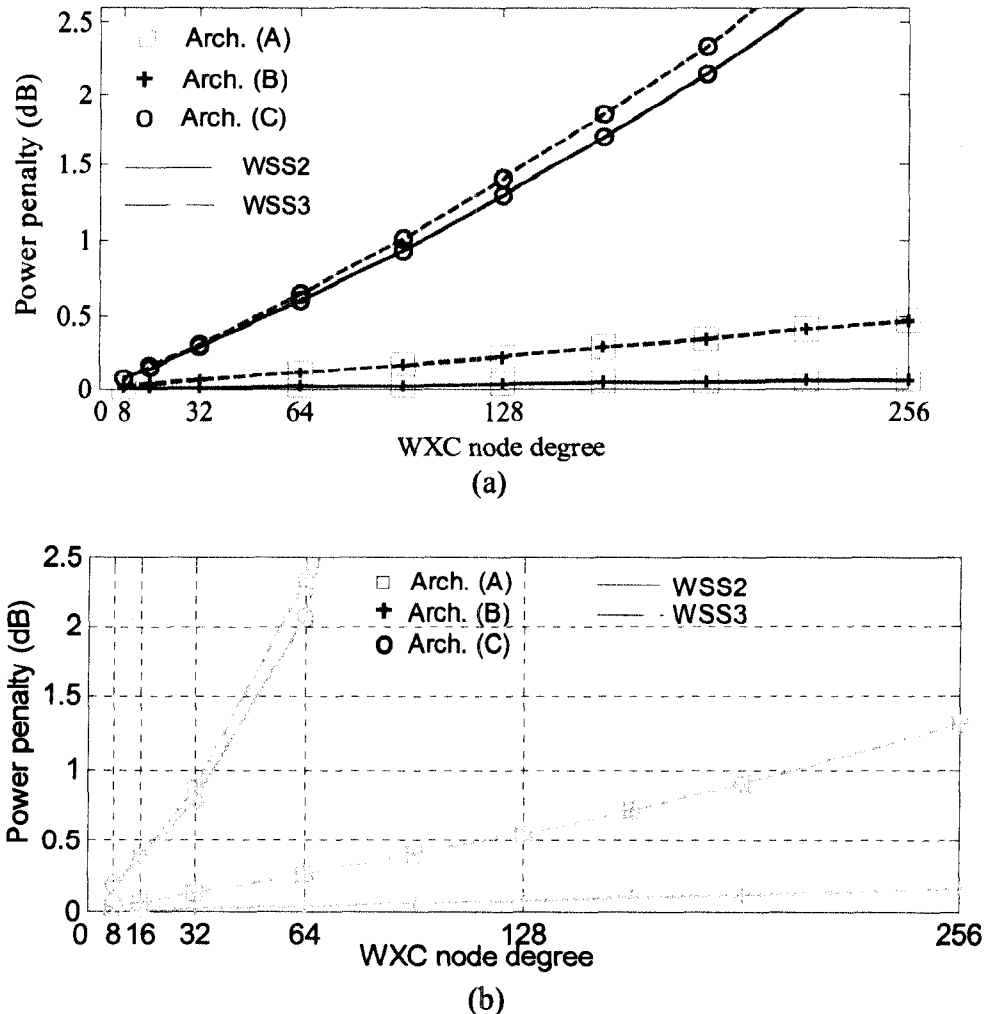 2.5
2
1.5
1
0.5
0
Power penalty (dB)
Arch. (A)
Arch. (B)
Arch. (C)
WSS2
WSS3
0 8 32 64 128 256
WXC node degree
(a)
2.5
2
1.5
1
0.5
0
Power penalty (dB)
Arch. (A)
Arch. (B)
Arch. (C)
WSS2
WSS3
0 8 16 32 64 128 256
WXC node degree
(b)